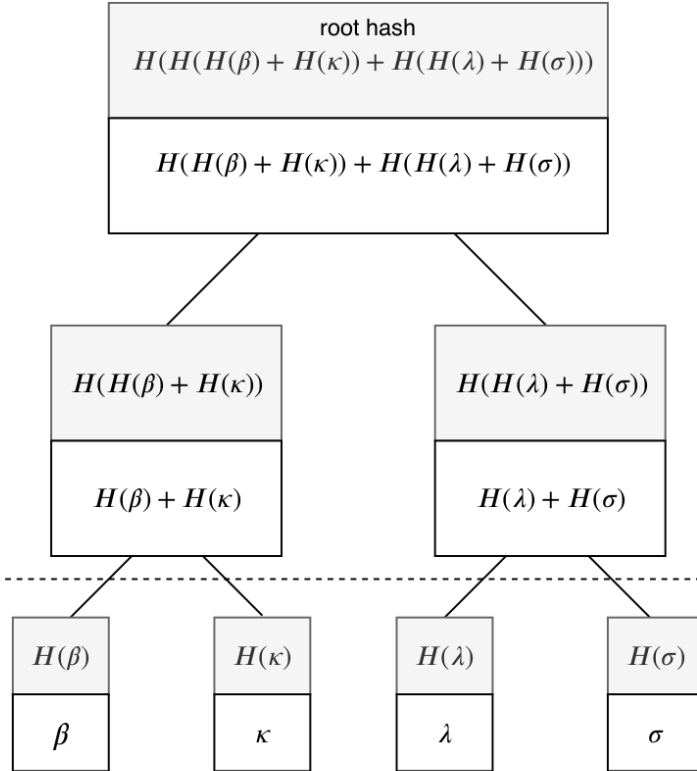 root hash
H(H(H(β) + H(κ)) + H(H(λ) + H(σ)))
H(H(β) + H(κ)) + H(H(λ) + H(σ))
H(H(β) + H(κ))
H(H(λ) + H(σ))
H(β) + H(κ)
H(λ) + H(σ)
H(β)
H(κ)
H(λ)
H(σ)
β
κ
λ
σ